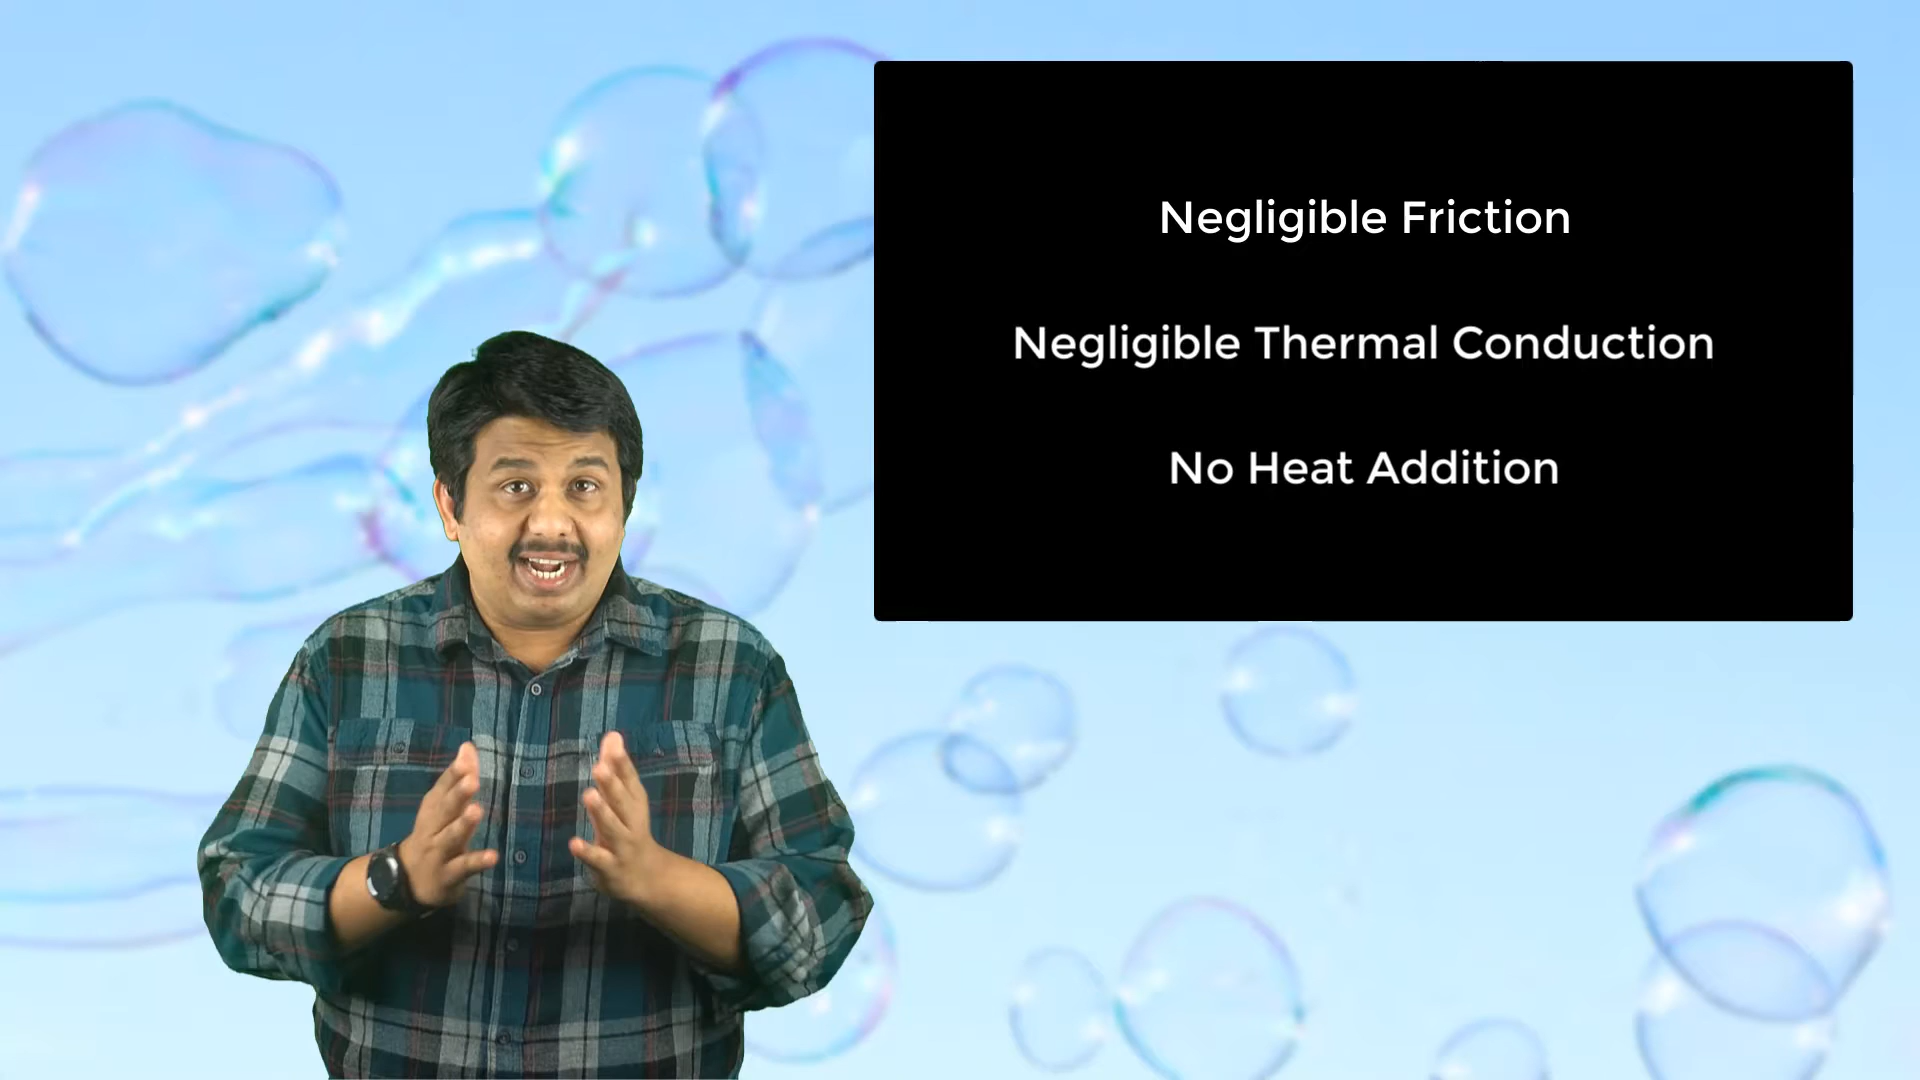 Negligible Friction
Negligible Thermal Conduction
No Heat Addition